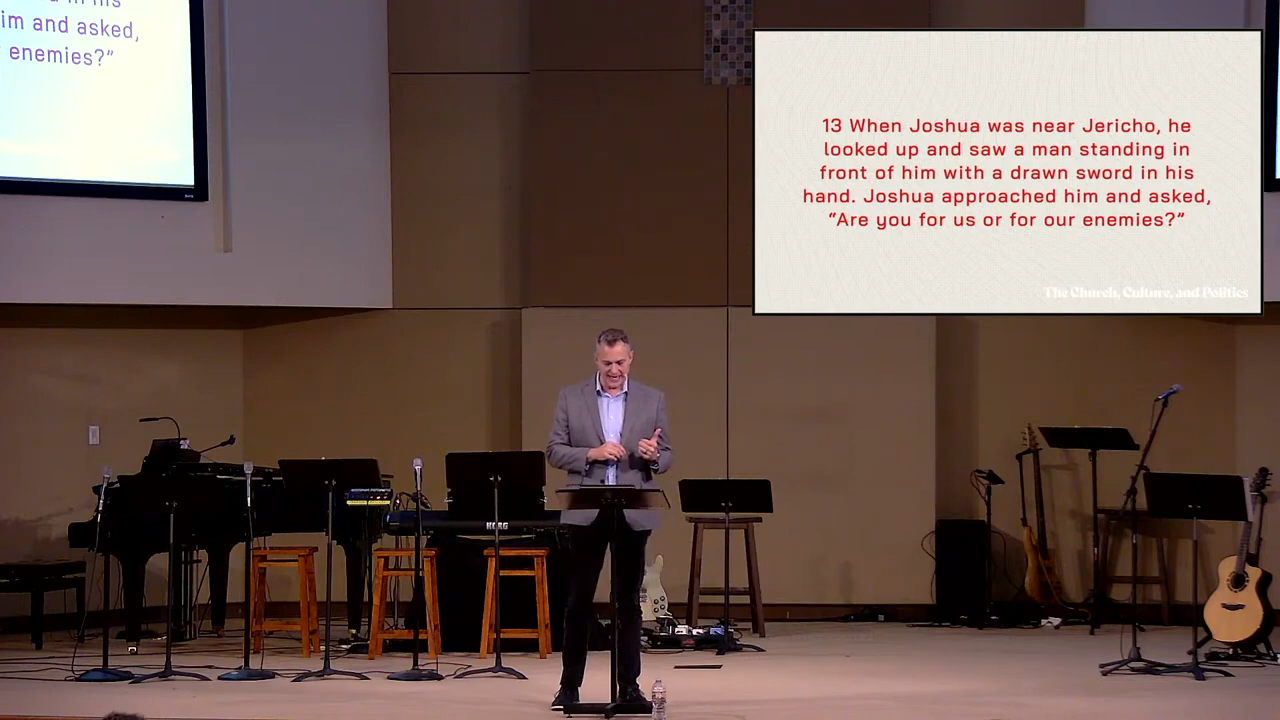 im and asked,
enemies?”
13 When Joshua was near Jericho, he
looked up and saw a man standing in
front of him with a drawn sword in his
hand. Joshua approached him and asked,
“Are you for us or for our enemies?”
The Church, Culture, and Politics
KORG